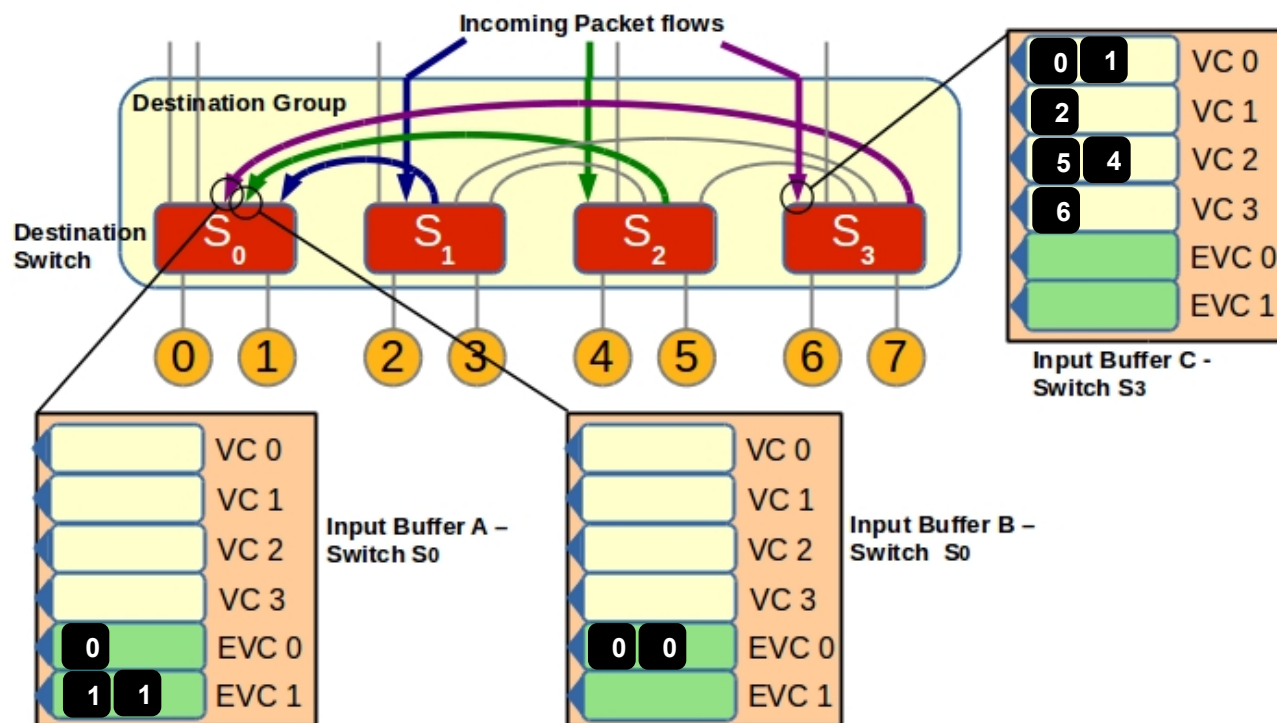 Incoming Packet flows
Destination Group
Destination
Switch
S0
S1
S2
S3
0 1 2 3 4 5 6 7
0 1 VC 0
2 VC 1
5 4 VC 2
6 VC 3
EVC 0
EVC 1
Input Buffer C -
Switch S3
VC 0
VC 1
VC 2
VC 3
0 EVC 0
1 1 EVC 1
Input Buffer A –
Switch S0
VC 0
VC 1
VC 2
VC 3
0 0 EVC 0
EVC 1
Input Buffer B –
Switch S0